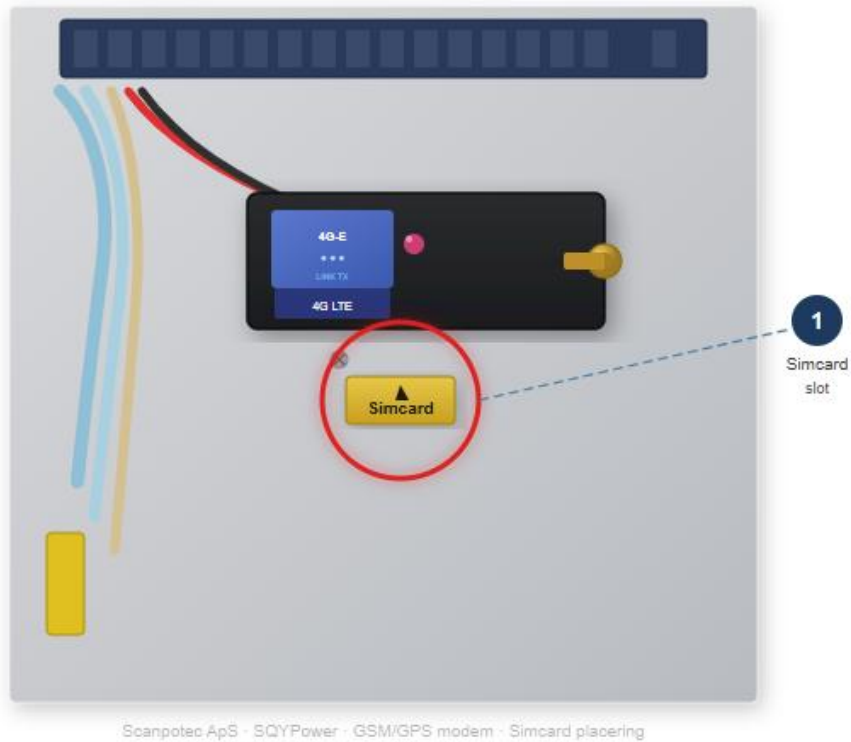 4G-E
LINK TX
4G LTE
▲
Simcard
1
Simcard
slot
Scanpotec ApS · SQYPower · GSM/GPS modem · Simcard placering